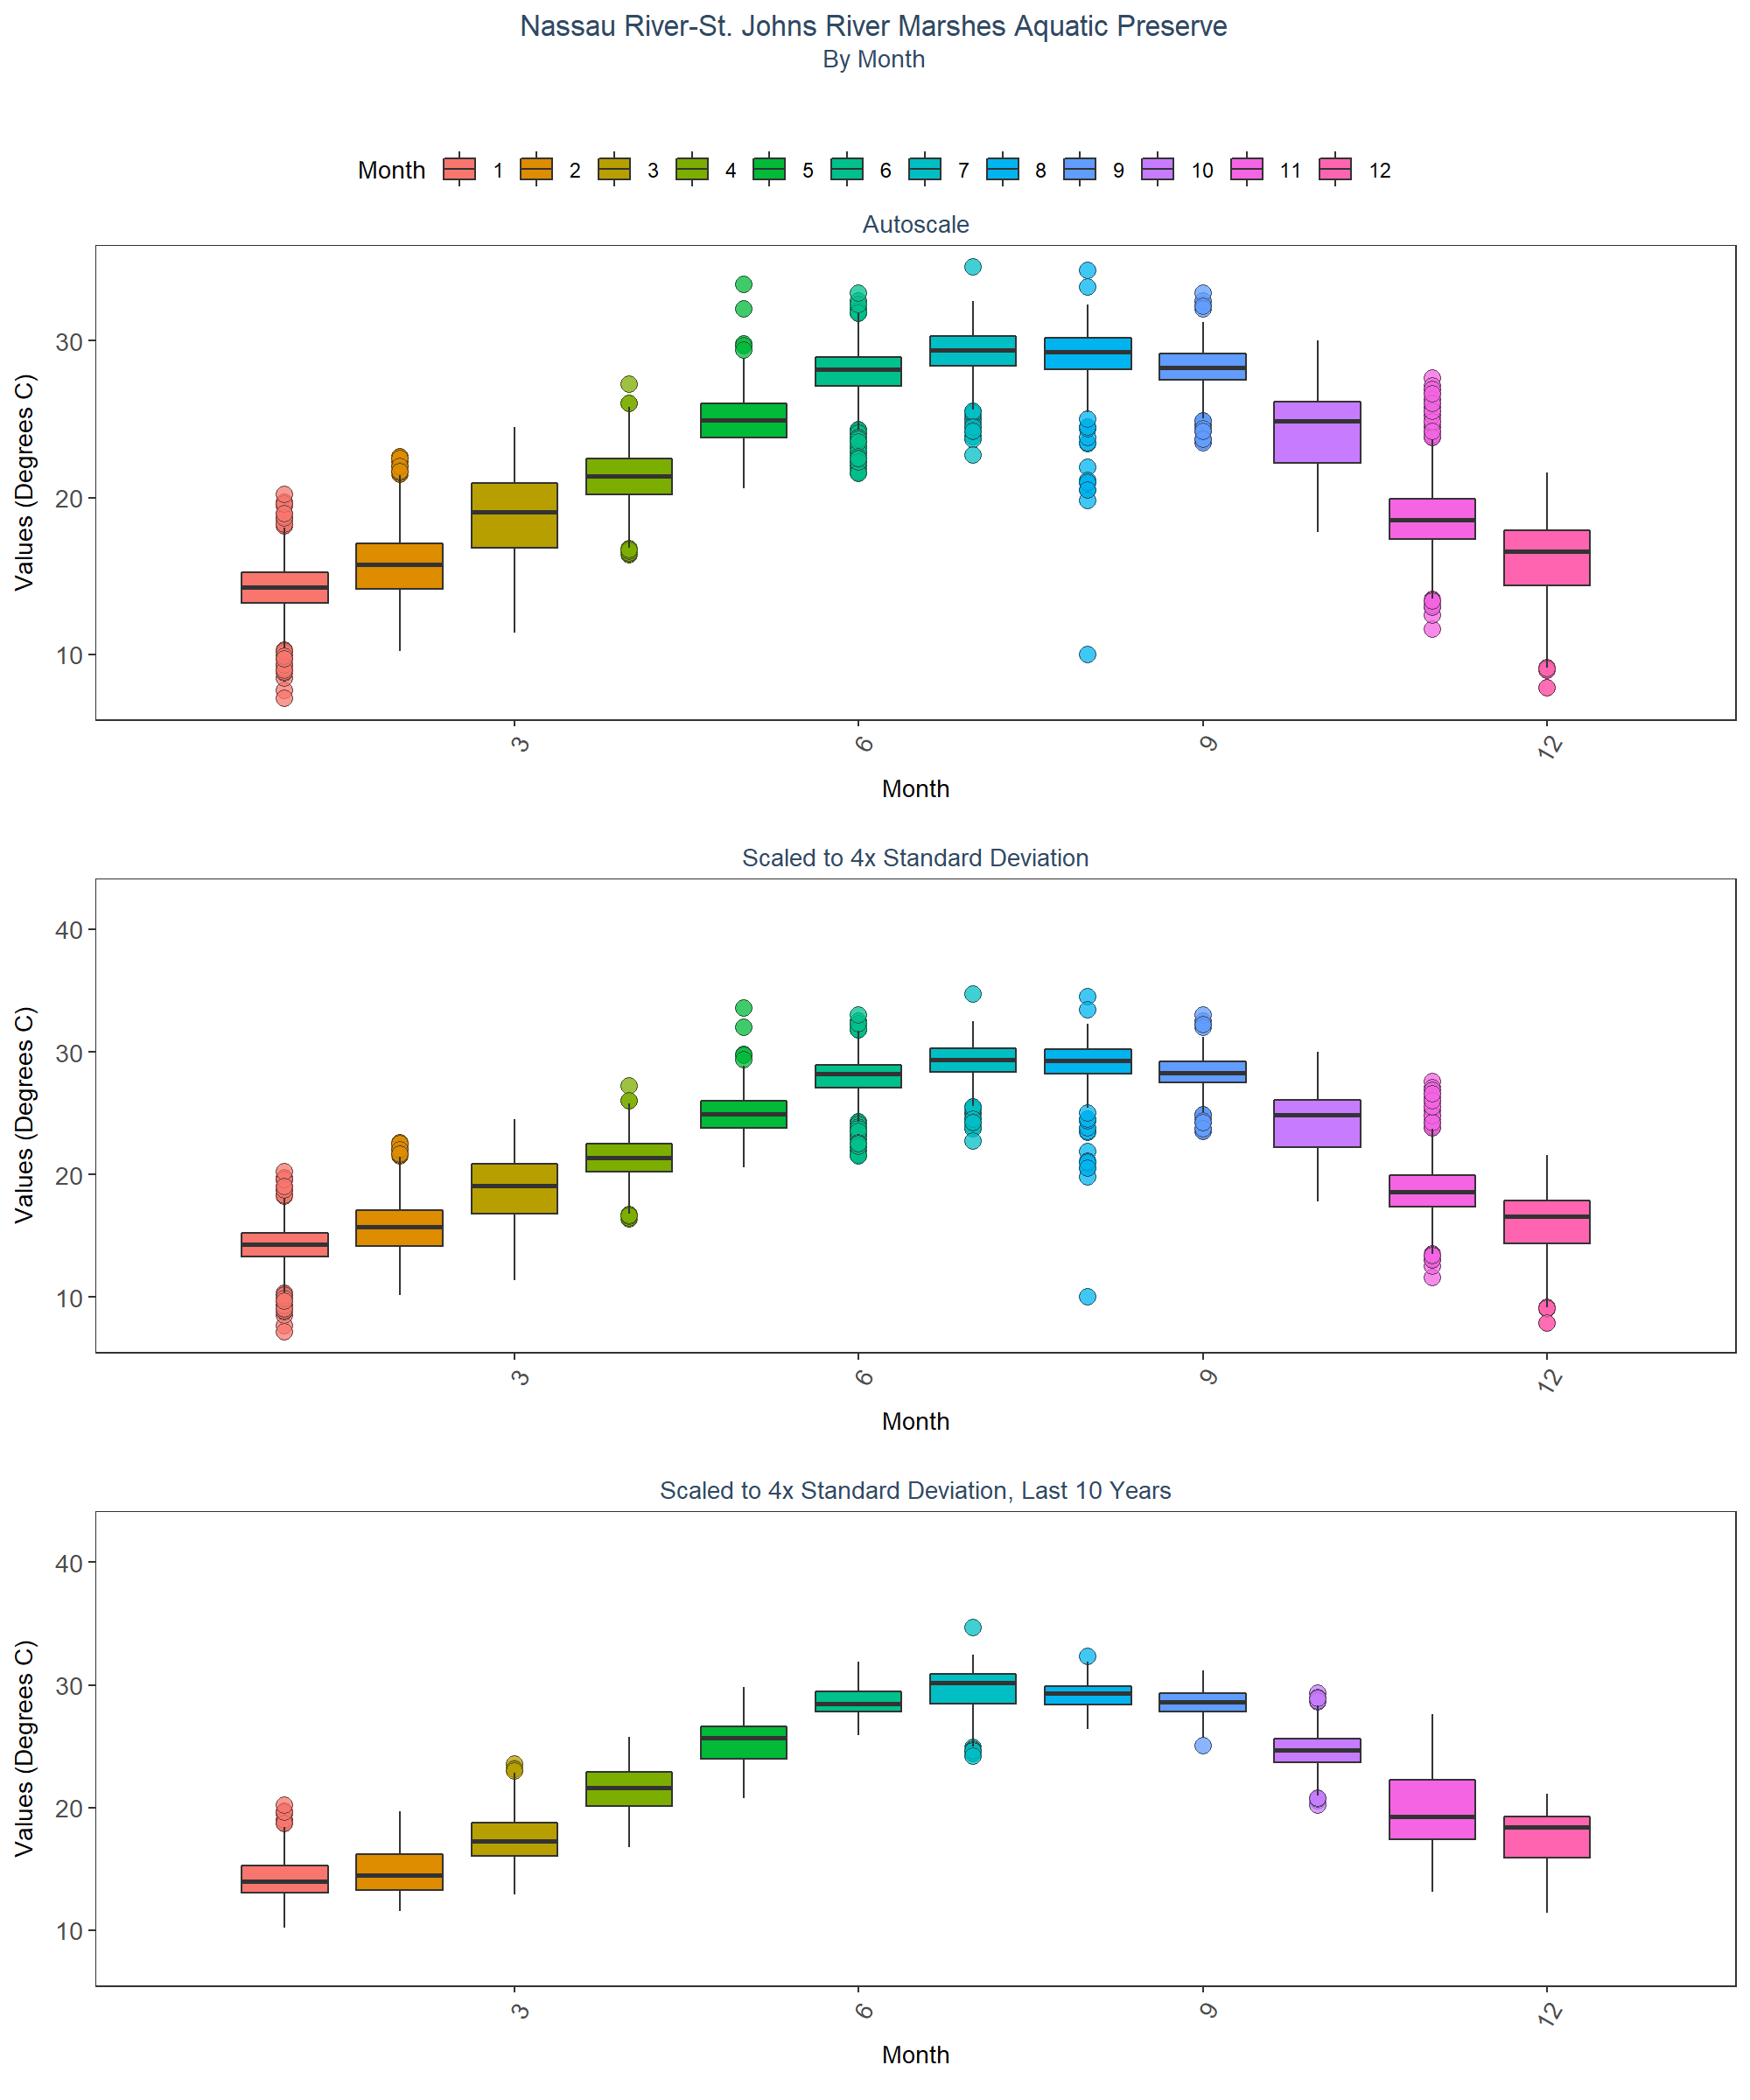 Nassau River-St. Johns River Marshes Aquatic Preserve
By Month
Month 1 2 3 4 5 6 7 8 9 10 11 12
Autoscale
Values (Degrees C)
30
20
10
3 6 9 12
Month
Scaled to 4x Standard Deviation
Values (Degrees C)
40
30
20
10
3 6 9 12
Month
Scaled to 4x Standard Deviation, Last 10 Years
Values (Degrees C)
40
30
20
10
3 6 9 12
Month